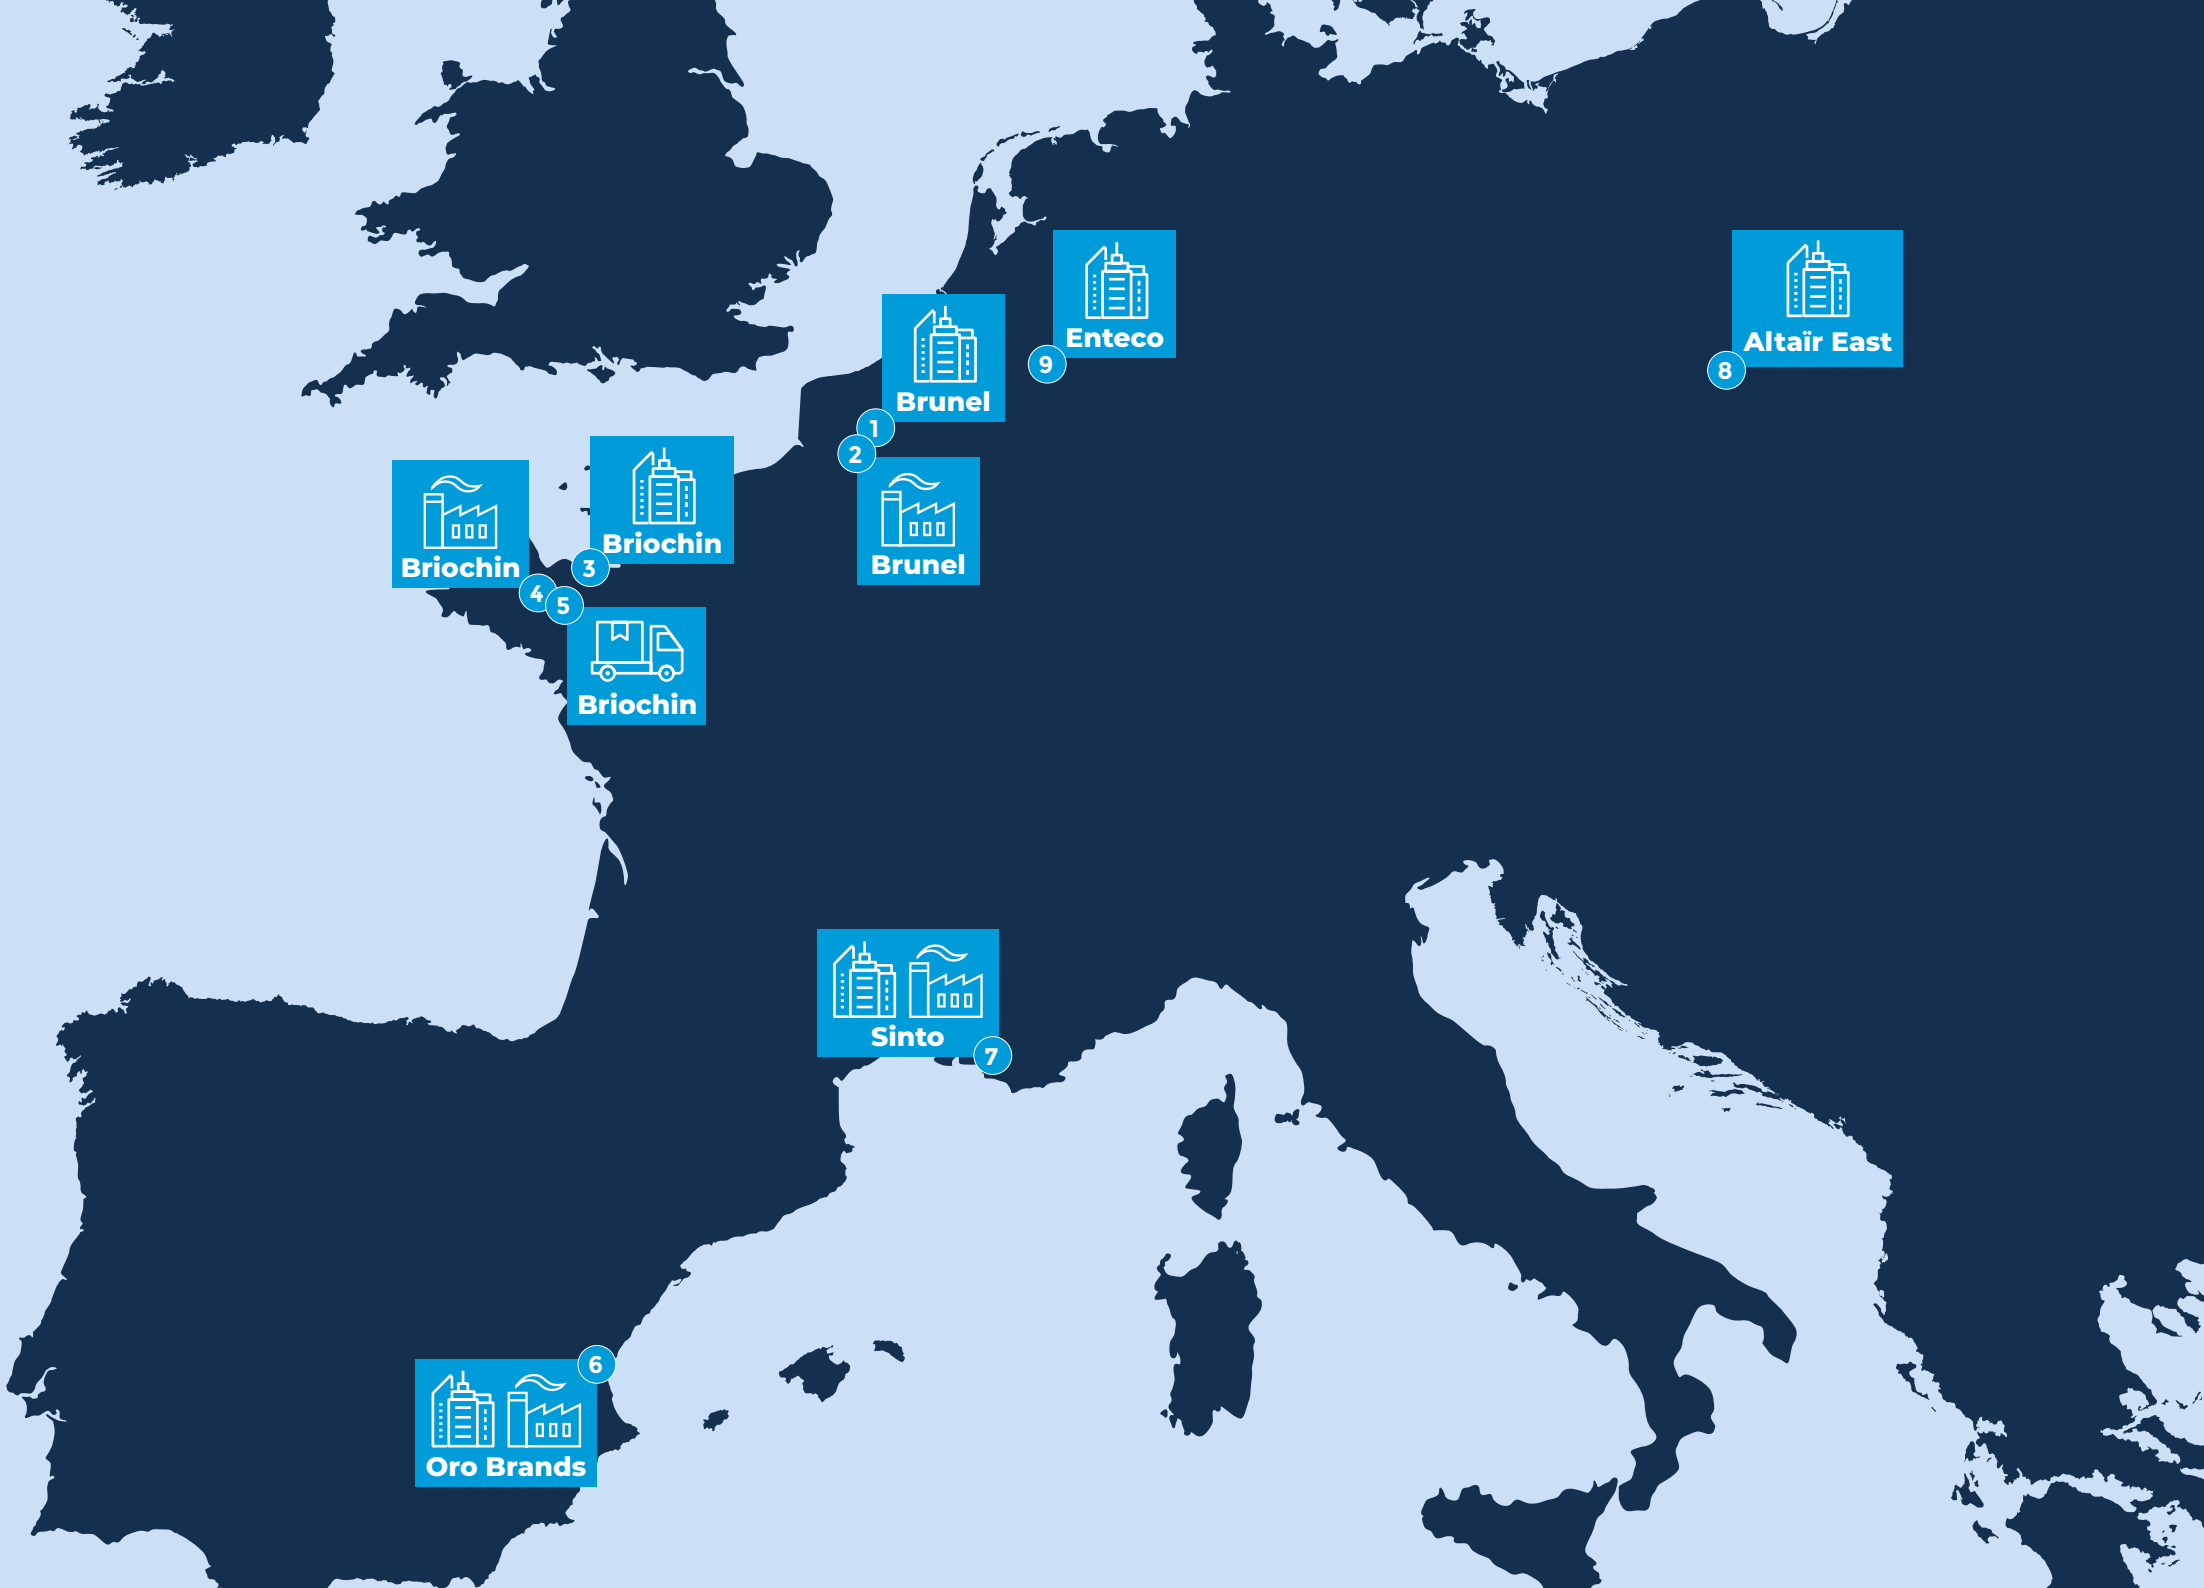 Enteco
9
Altaïr East
8
Brunel
1
2
Brunel
Briochin
3
Briochin
4
5
Briochin
Sinto
7
6
Oro Brands